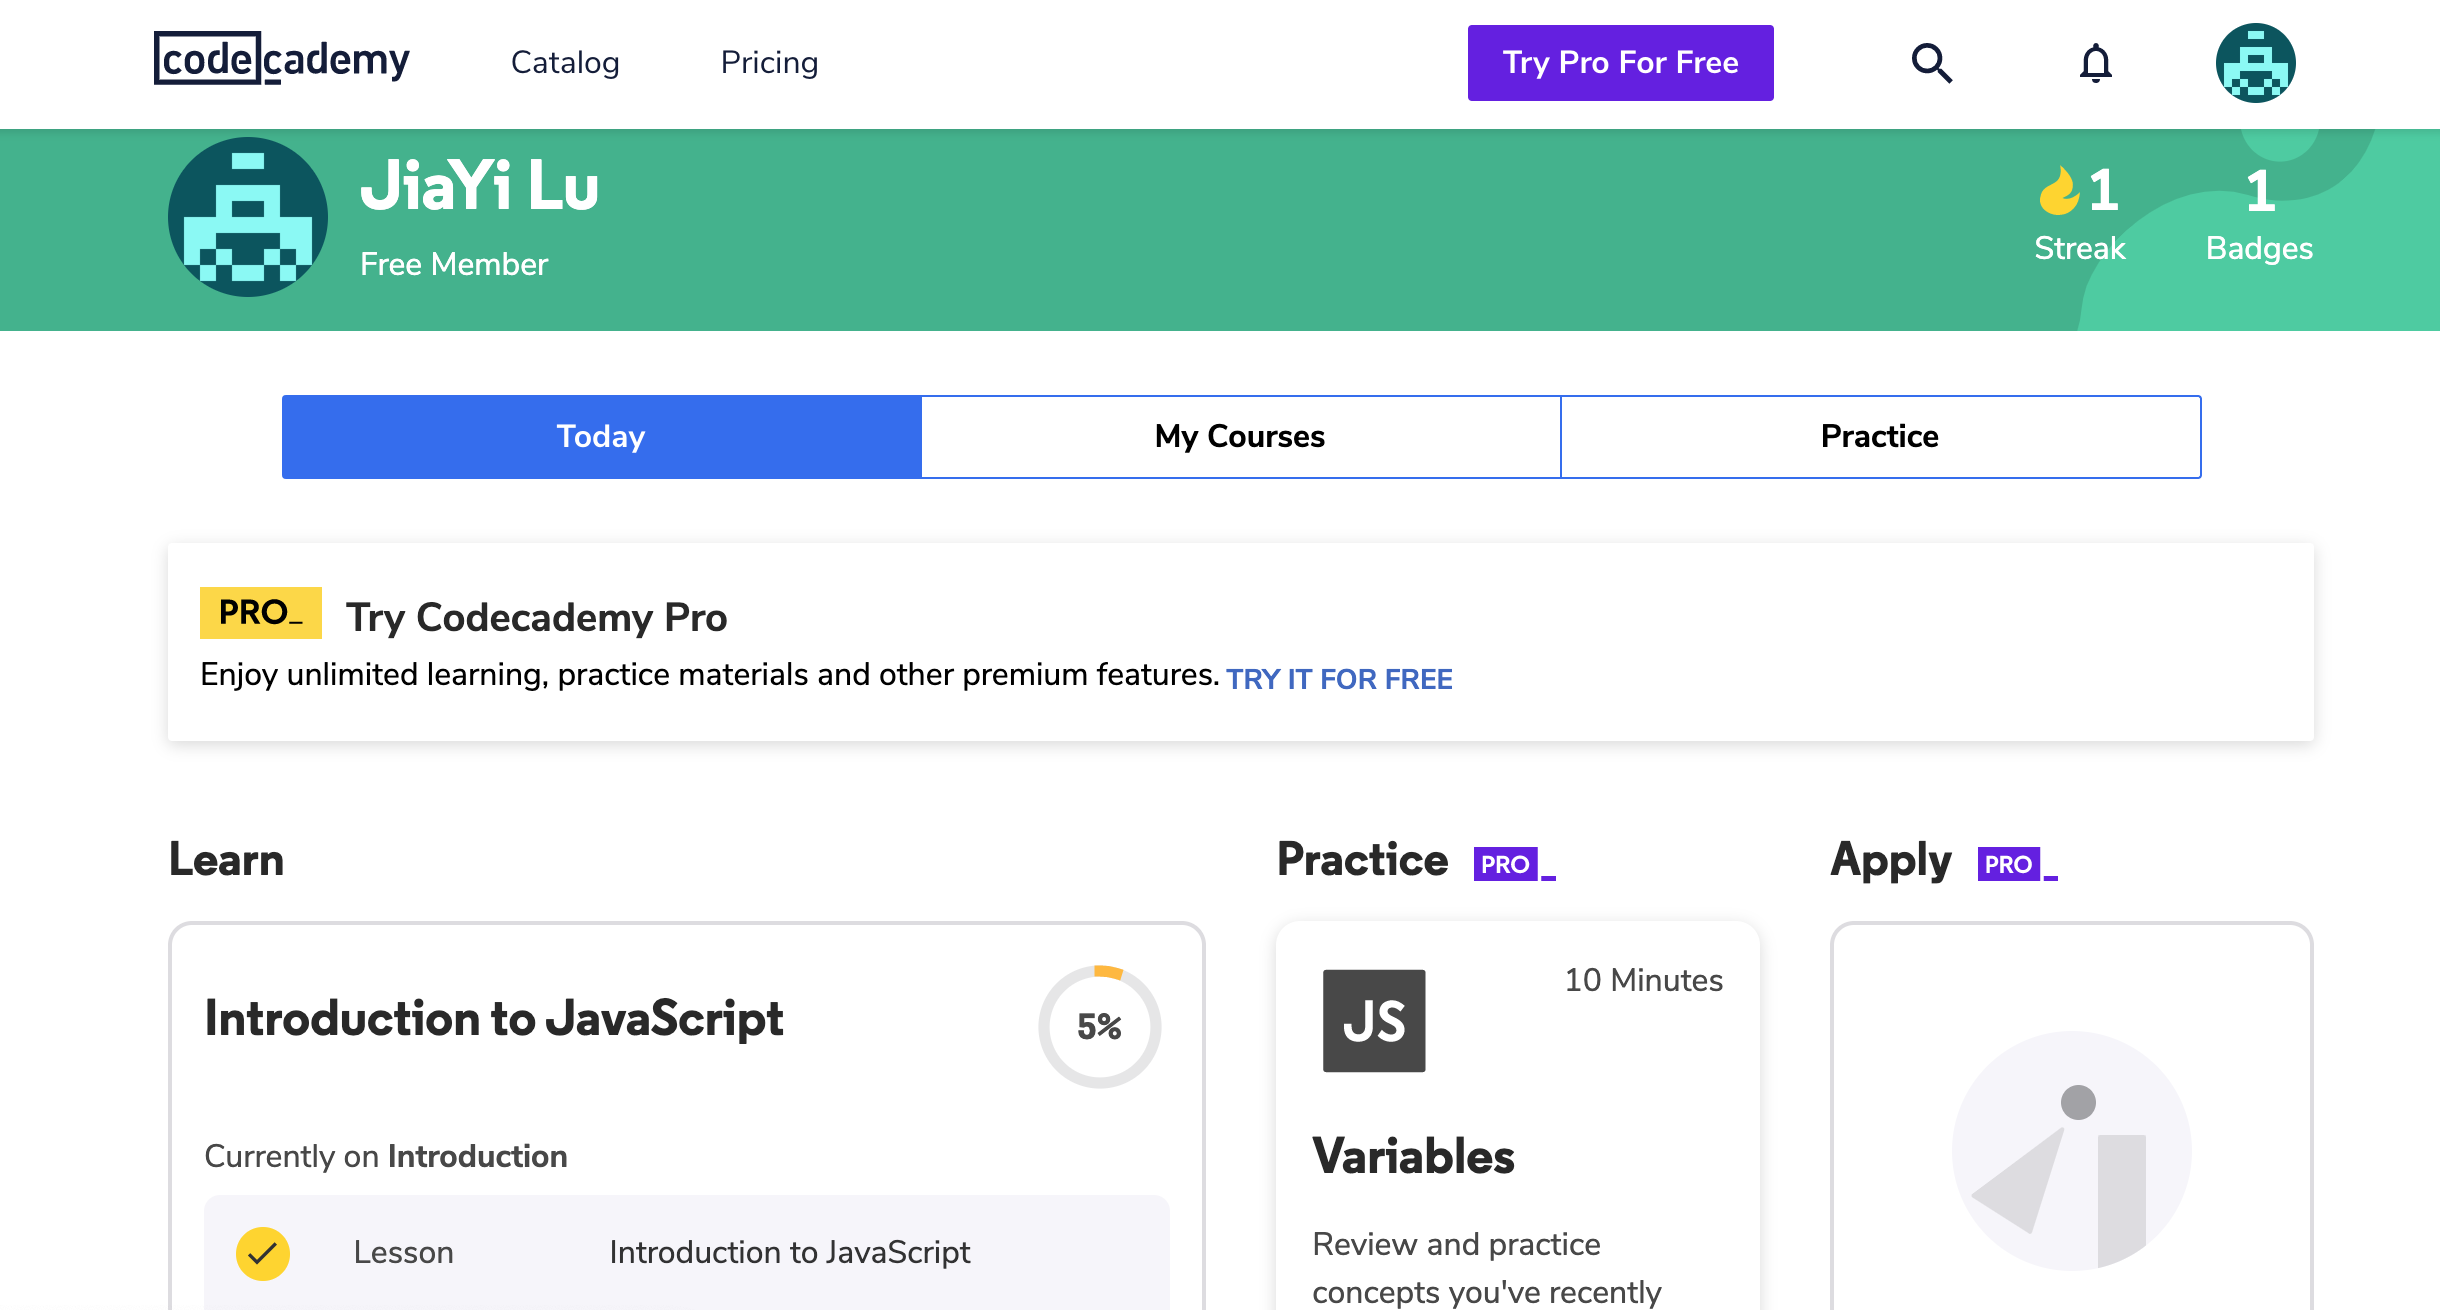 codecademy
Catalog
Pricing
Try Pro For Free
JiaYi Lu
Free Member
1
Streak
1
Badges
Today
My Courses
Practice
PRO_
Try Codecademy Pro
Enjoy unlimited learning, practice materials and other premium features. TRY IT FOR FREE
Learn
Introduction to JavaScript
5%
Currently on Introduction
Lesson
Introduction to JavaScript
Practice PRO_
JS
10 Minutes
Variables
Review and practice
concepts you've recently
Apply PRO_